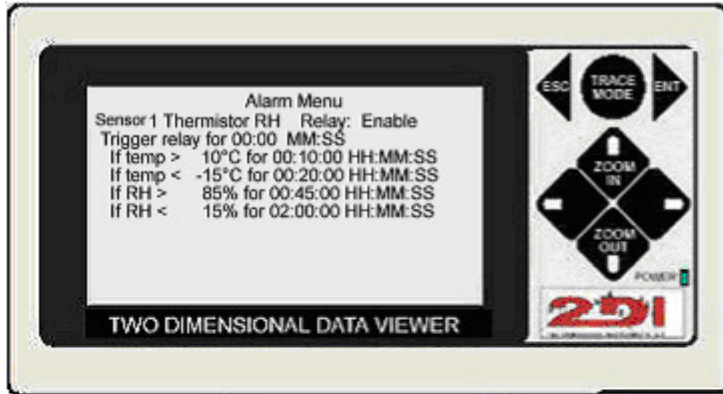 Alarm Menu
Sensor 1 Thermistor RH Relay: Enable
Trigger relay for 00:00 MM:SS
If temp > 10°C for 00:10:00 HH:MM:SS
If temp < -15°C for 00:20:00 HH:MM:SS
If RH > 85% for 00:45:00 HH:MM:SS
If RH < 15% for 02:00:00 HH:MM:SS
TWO DIMENSIONAL DATA VIEWER
ESC
TRACE
MODE
ENT
ZOOM
IN
ZOOM
OUT
POWER
2DI